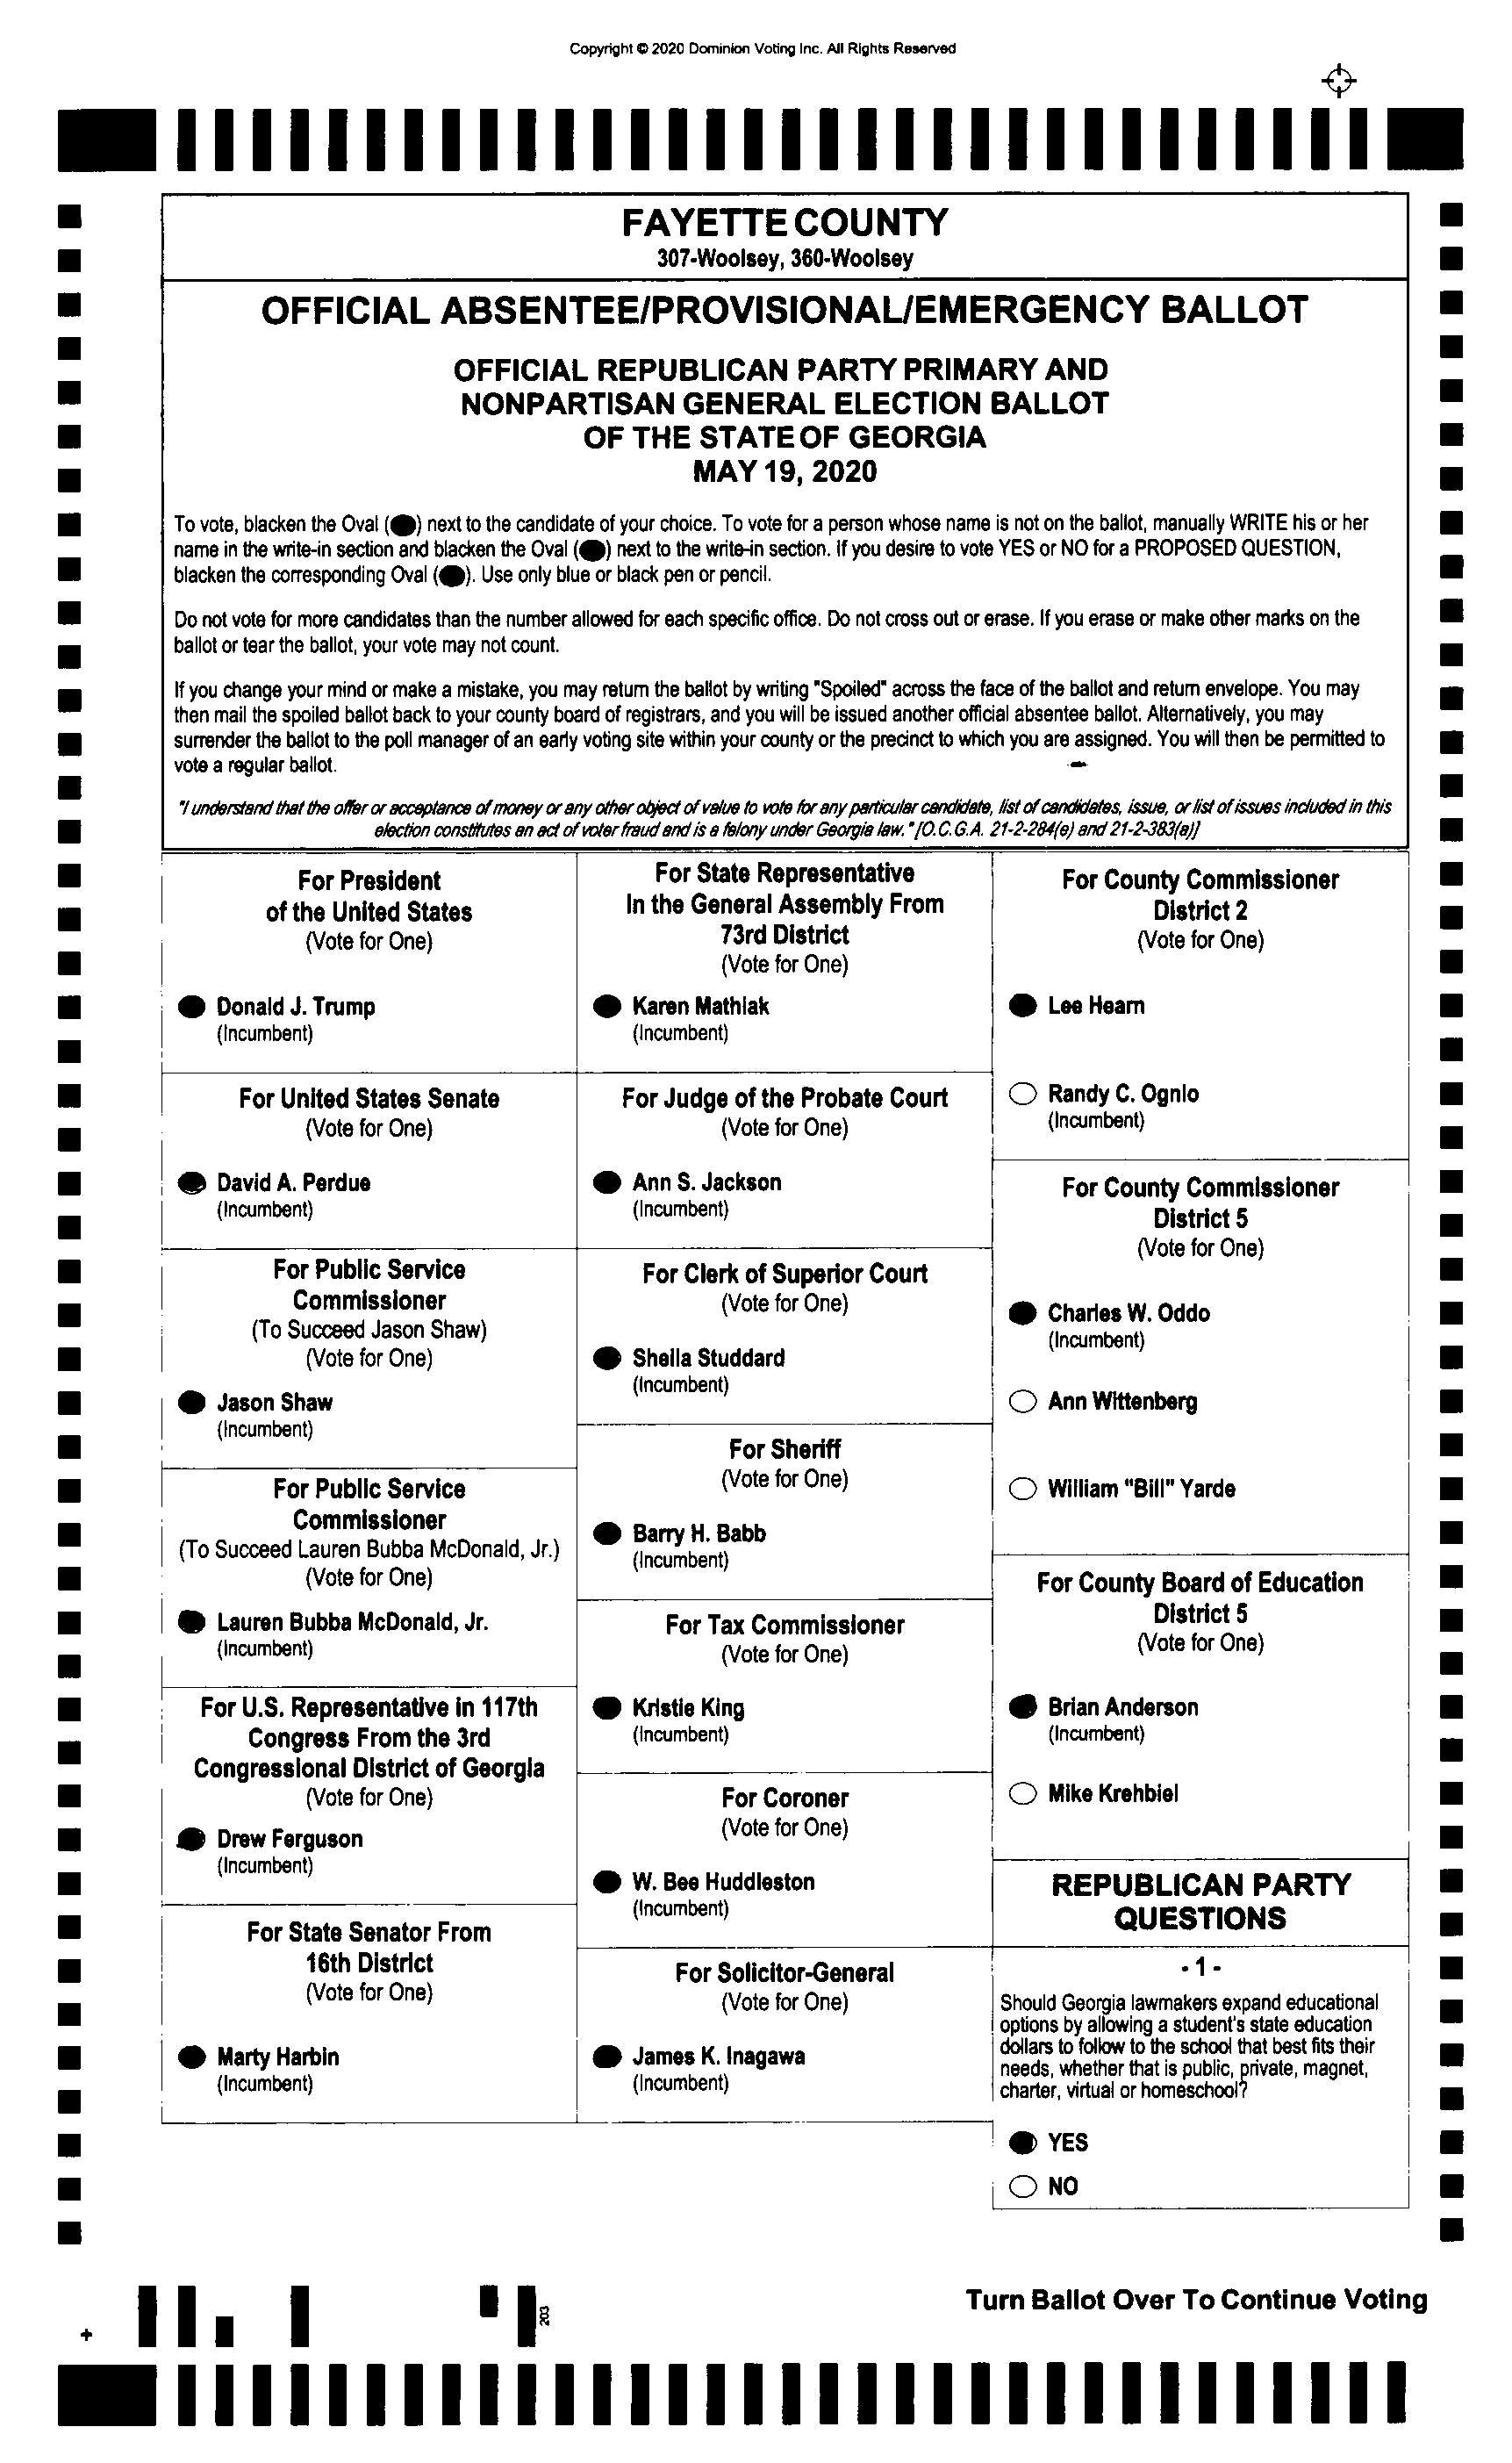 Copyright © 2020 Dominion Voting Inc. All Rights Reserved
FAYETTE COUNTY
307-Woolsey, 360-Woolsey
OFFICIAL ABSENTEE/PROVISIONAL/EMERGENCY BALLOT
OFFICIAL REPUBLICAN PARTY PRIMARY AND
NONPARTISAN GENERAL ELECTION BALLOT
OF THE STATE OF GEORGIA
MAY 19, 2020
To vote, blacken the Oval (●) next to the candidate of your choice. To vote for a person whose name is not on the ballot, manually WRITE his or her
name in the write-in section and blacken the Oval (●) next to the write-in section. If you desire to vote YES or NO for a PROPOSED QUESTION,
blacken the corresponding Oval (●). Use only blue or black pen or pencil.
Do not vote for more candidates than the number allowed for each specific office. Do not cross out or erase. If you erase or make other marks on the
ballot or tear the ballot, your vote may not count.
If you change your mind or make a mistake, you may return the ballot by writing "Spoiled" across the face of the ballot and return envelope. You may
then mail the spoiled ballot back to your county board of registrars, and you will be issued another official absentee ballot. Alternatively, you may
surrender the ballot to the poll manager of an early voting site within your county or the precinct to which you are assigned. You will then be permitted to
vote a regular ballot.
"I understand that the offer or acceptance of money or any other object of value to vote for any particular candidate, list of candidates, issue, or list of issues included in this
election constitutes an act of voter fraud and is a felony under Georgia law." [O.C.G.A. 21-2-284(e) and 21-2-383(a)]
For President
of the United States
(Vote for One)
Donald J. Trump
(Incumbent)
For United States Senate
(Vote for One)
David A. Perdue
(Incumbent)
For Public Service
Commissioner
(To Succeed Jason Shaw)
(Vote for One)
Jason Shaw
(Incumbent)
For Public Service
Commissioner
(To Succeed Lauren Bubba McDonald, Jr.)
(Vote for One)
Lauren Bubba McDonald, Jr.
(Incumbent)
For U.S. Representative in 117th
Congress From the 3rd
Congressional District of Georgia
(Vote for One)
Drew Ferguson
(Incumbent)
For State Senator From
16th District
(Vote for One)
Marty Harbin
(Incumbent)
For State Representative
In the General Assembly From
73rd District
(Vote for One)
Karen Mathiak
(Incumbent)
For Judge of the Probate Court
(Vote for One)
Ann S. Jackson
(Incumbent)
For Clerk of Superior Court
(Vote for One)
Sheila Studdard
(Incumbent)
For Sheriff
(Vote for One)
Barry H. Babb
(Incumbent)
For Tax Commissioner
(Vote for One)
Kristie King
(Incumbent)
For Coroner
(Vote for One)
W. Bee Huddleston
(Incumbent)
For Solicitor-General
(Vote for One)
James K. Inagawa
(Incumbent)
For County Commissioner
District 2
(Vote for One)
Lee Hearn
Randy C. Ognio
(Incumbent)
For County Commissioner
District 5
(Vote for One)
Charles W. Oddo
(Incumbent)
Ann Wittenberg
William "Bill" Yarde
For County Board of Education
District 5
(Vote for One)
Brian Anderson
(Incumbent)
Mike Krehbiel
REPUBLICAN PARTY
QUESTIONS
- 1 -
Should Georgia lawmakers expand educational
options by allowing a student's state education
dollars to follow to the school that best fits their
needs, whether that is public, private, magnet,
charter, virtual or homeschool?
YES
NO
203
Turn Ballot Over To Continue Voting